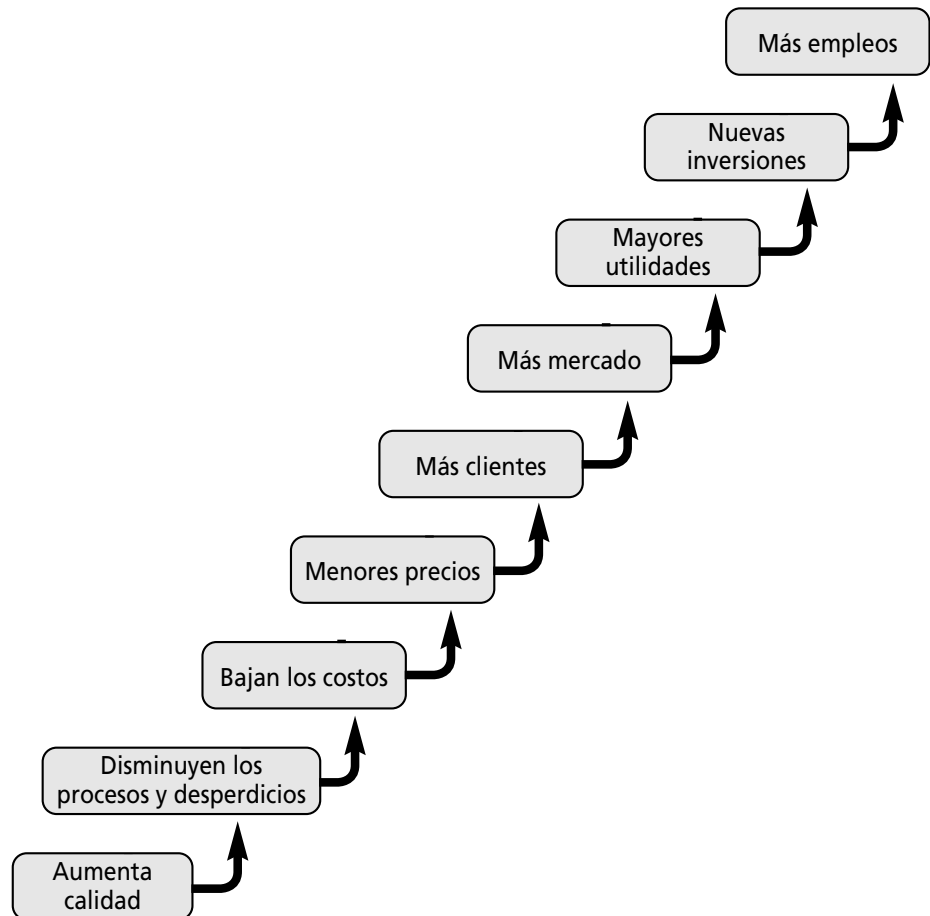 Más empleos
Nuevas
inversiones
Mayores
utilidades
Más mercado
Más clientes
Menores precios
Bajan los costos
Disminuyen los
procesos y desperdicios
Aumenta
calidad